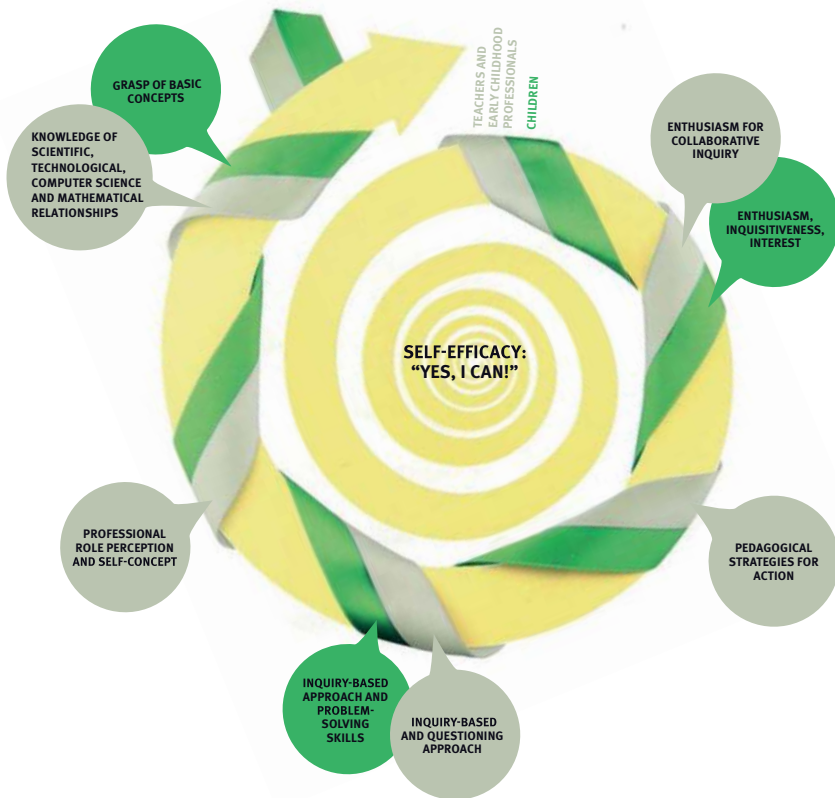 TEACHERS AND
EARLY CHILDHOOD
PROFESSIONALS
CHILDREN
GRASP OF BASIC
CONCEPTS
KNOWLEDGE OF
SCIENTIFIC,
TECHNOLOGICAL,
COMPUTER SCIENCE
AND MATHEMATICAL
RELATIONSHIPS
ENTHUSIASM FOR
COLLABORATIVE
INQUIRY
ENTHUSIASM,
INQUISITIVENESS,
INTEREST
SELF-EFFICACY:
“YES, I CAN!”
PROFESSIONAL
ROLE PERCEPTION
AND SELF-CONCEPT
PEDAGOGICAL
STRATEGIES FOR
ACTION
INQUIRY-BASED
APPROACH AND
PROBLEM-
SOLVING
SKILLS
INQUIRY-BASED
AND QUESTIONING
APPROACH